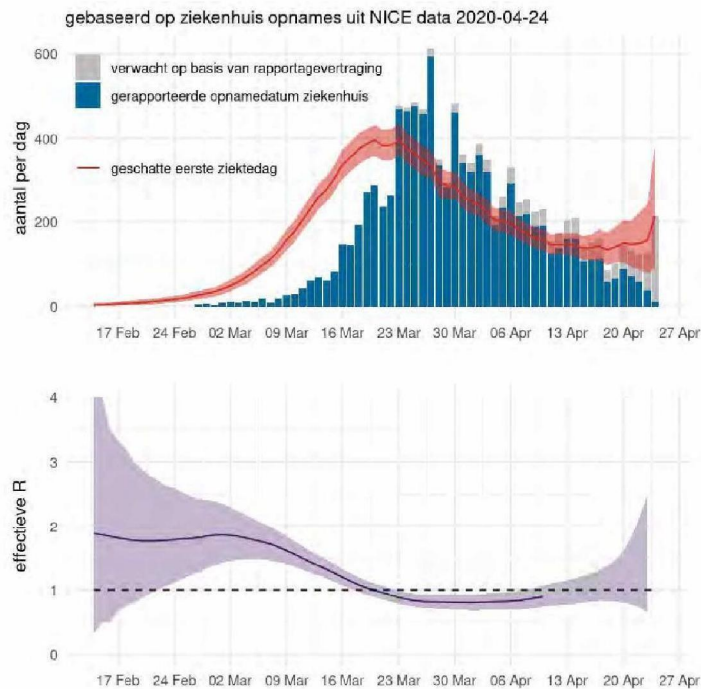 gebaseerd op ziekenhuis opnames uit NICE data 2020-04-24
600
400
200
0
aantal per dag
verwacht op basis van rapportagevertraging
gerapporteerde opnamedatum ziekenhuis
geschatte eerste ziektedag
17 Feb 24 Feb 02 Mar 09 Mar 16 Mar 23 Mar 30 Mar 06 Apr 13 Apr 20 Apr 27 Apr
4
3
2
1
0
effectieve R
17 Feb 24 Feb 02 Mar 09 Mar 16 Mar 23 Mar 30 Mar 06 Apr 13 Apr 20 Apr 27 Apr